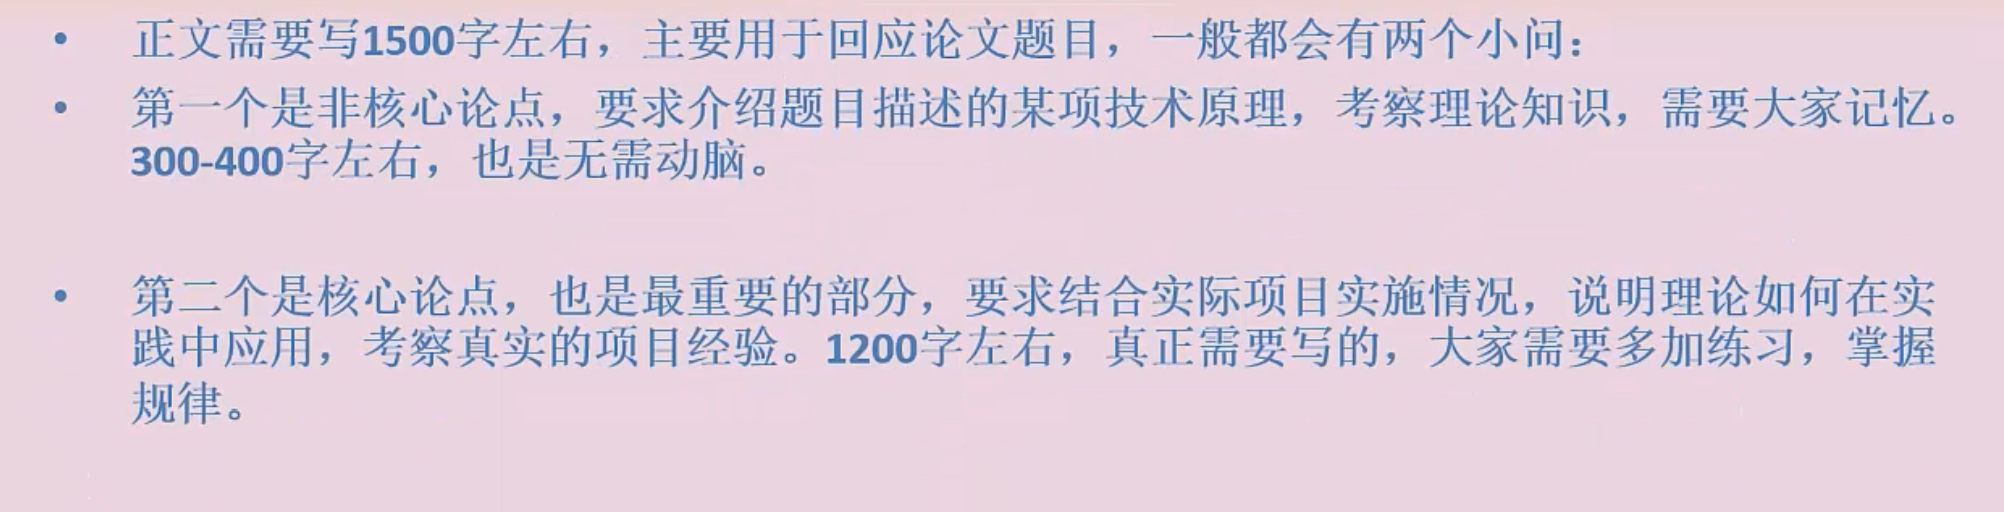 • 正文需要写1500字左右，主要用于回应论文题目，一般都会有两个小问：
• 第一个是非核心论点，要求介绍题目描述的某项技术原理，考察理论知识，需要大家记忆。
300-400字左右，也是无需动脑。
• 第二个是核心论点，也是最重要的部分，要求结合实际项目实施情况，说明理论如何在实
践中应用，考察真实的项目经验。1200字左右，真正需要写的，大家需要多加练习，掌握
规律。